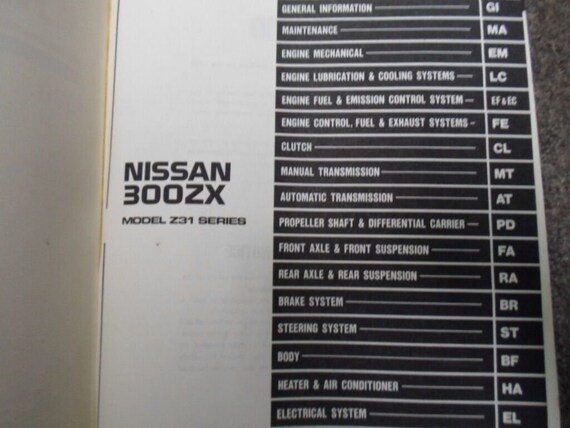 NISSAN
300ZX
MODEL Z31 SERIES
GENERAL INFORMATION GI
MAINTENANCE MA
ENGINE MECHANICAL EM
ENGINE LUBRICATION & COOLING SYSTEMS LC
ENGINE FUEL & EMISSION CONTROL SYSTEM EF & EC
ENGINE CONTROL, FUEL & EXHAUST SYSTEMS FE
CLUTCH CL
MANUAL TRANSMISSION MT
AUTOMATIC TRANSMISSION AT
PROPELLER SHAFT & DIFFERENTIAL CARRIER PD
FRONT AXLE & FRONT SUSPENSION FA
REAR AXLE & REAR SUSPENSION RA
BRAKE SYSTEM BR
STEERING SYSTEM ST
BODY BF
HEATER & AIR CONDITIONER HA
ELECTRICAL SYSTEM EL